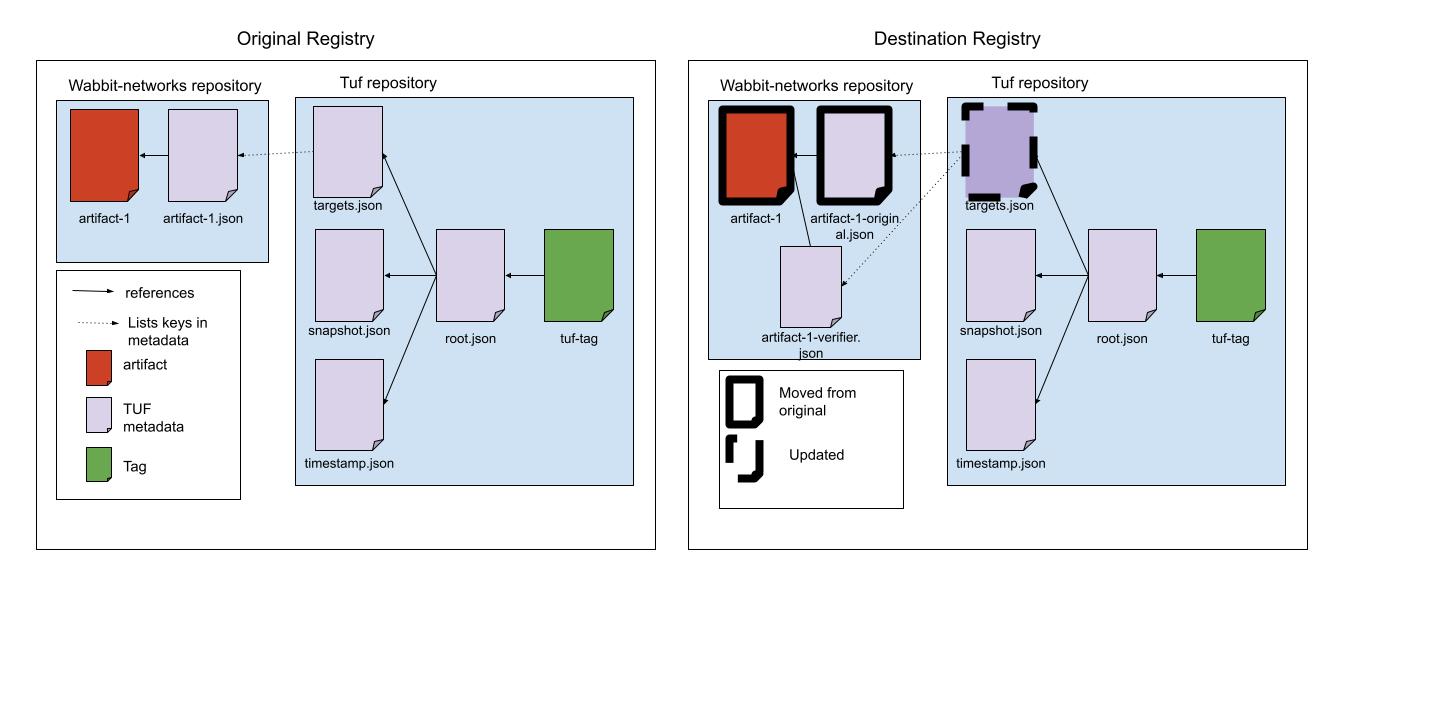 Original Registry
Wabbit-networks repository
Tuf repository
artifact-1
artifact-1.json
targets.json
snapshot.json
root.json
tuf-tag
timestamp.json
references
Lists keys in
metadata
artifact
TUF
metadata
Tag
Destination Registry
Wabbit-networks repository
Tuf repository
artifact-1
artifact-1-origin
al.json
targets.json
artifact-1-verifier.
json
snapshot.json
root.json
tuf-tag
timestamp.json
Moved from
original
Updated